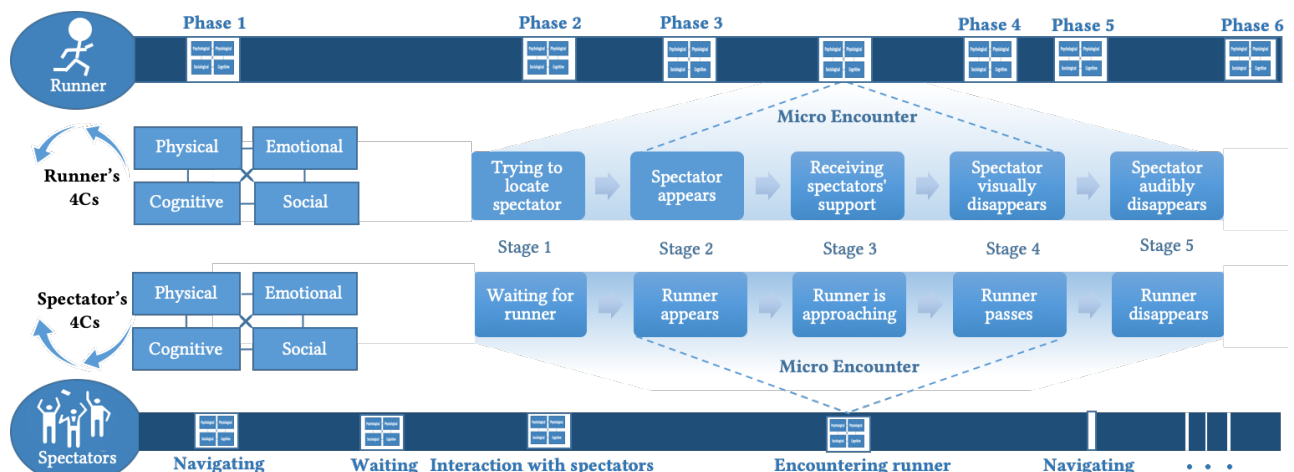 Phase 1
Phase 2
Phase 3
Phase 4
Phase 5
Phase 6
Runner
Micro Encounter
Runner's
4Cs
Physical
Emotional
Cognitive
Social
Trying to
locate
spectator
Spectator
appears
Receiving
spectators'
support
Spectator
visually
disappears
Spectator
audibly
disappears
Stage 1
Stage 2
Stage 3
Stage 4
Stage 5
Spectator's
4Cs
Physical
Emotional
Cognitive
Social
Waiting for
runner
Runner
appears
Runner is
approaching
Runner
passes
Runner
disappears
Micro Encounter
Spectators
Navigating
Waiting
Interaction with spectators
Encountering runner
Navigating